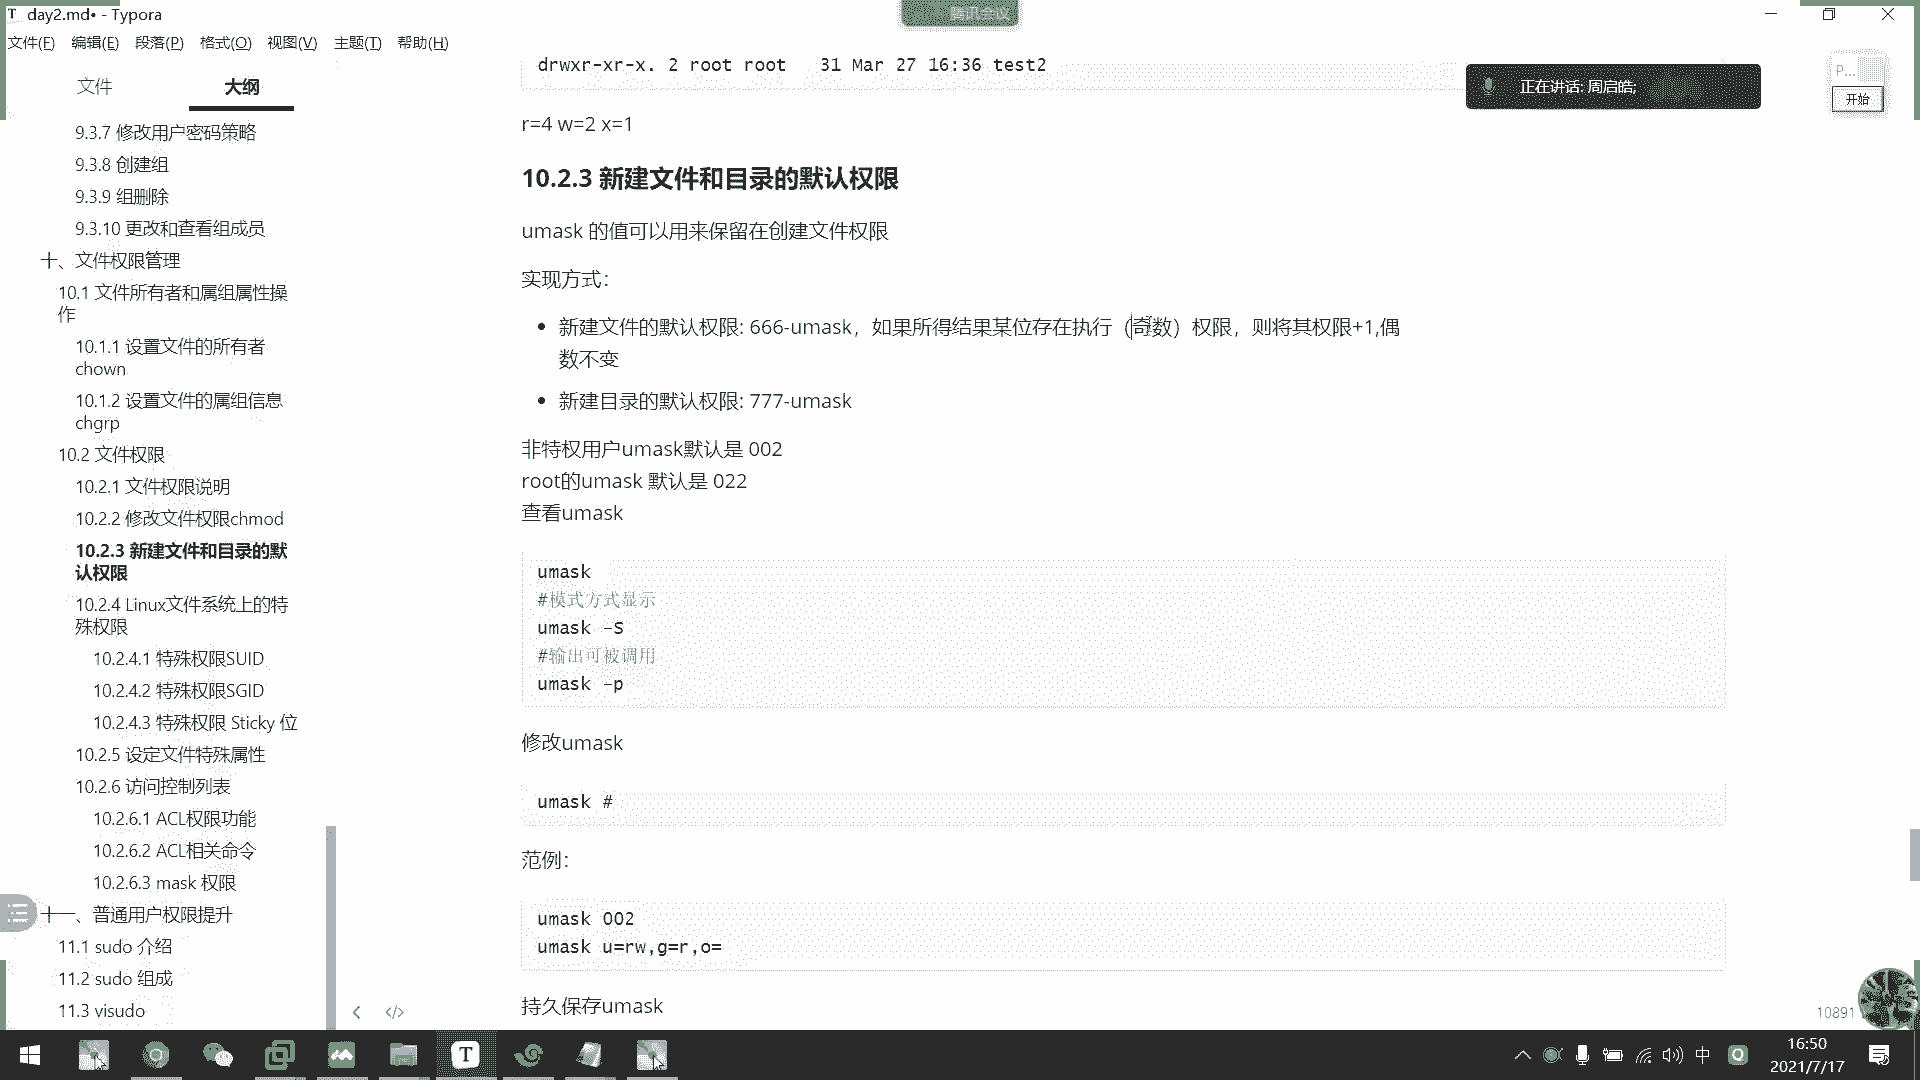 T day2.md• - Typora
腾讯会议
文件(F) 编辑(E) 段落(P) 格式(O) 视图(V) 主题(T) 帮助(H)
文件 大纲
9.3.7 修改用户密码策略
9.3.8 创建组
9.3.9 组删除
9.3.10 更改和查看组成员
十、文件权限管理
10.1 文件所有者和属组属性操
作
10.1.1 设置文件的所有者
chown
10.1.2 设置文件的属组信息
chgrp
10.2 文件权限
10.2.1 文件权限说明
10.2.2 修改文件权限chmod
10.2.3 新建文件和目录的默
认权限
10.2.4 Linux文件系统上的特
殊权限
10.2.4.1 特殊权限SUID
10.2.4.2 特殊权限SGID
10.2.4.3 特殊权限 Sticky 位
10.2.5 设定文件特殊属性
10.2.6 访问控制列表
10.2.6.1 ACL权限功能
10.2.6.2 ACL相关命令
10.2.6.3 mask 权限
十一、普通用户权限提升
11.1 sudo 介绍
11.2 sudo 组成
11.3 visudo
drwxr-xr-x. 2 root root 31 Mar 27 16:36 test2
正在讲话: 周启皓;
P...
开始
r=4 w=2 x=1
10.2.3 新建文件和目录的默认权限
umask 的值可以用来保留在创建文件权限
实现方式：
• 新建文件的默认权限: 666-umask，如果所得结果某位存在执行（奇数）权限，则将其权限+1,偶
数不变
• 新建目录的默认权限: 777-umask
非特权用户umask默认是 002
root的umask 默认是 022
查看umask
umask
#模式方式显示
umask -S
#输出可被调用
umask -p
修改umask
umask #
范例：
umask 002
umask u=rw,g=r,o=
持久保存umask
10891
中
16:50
2021/7/17